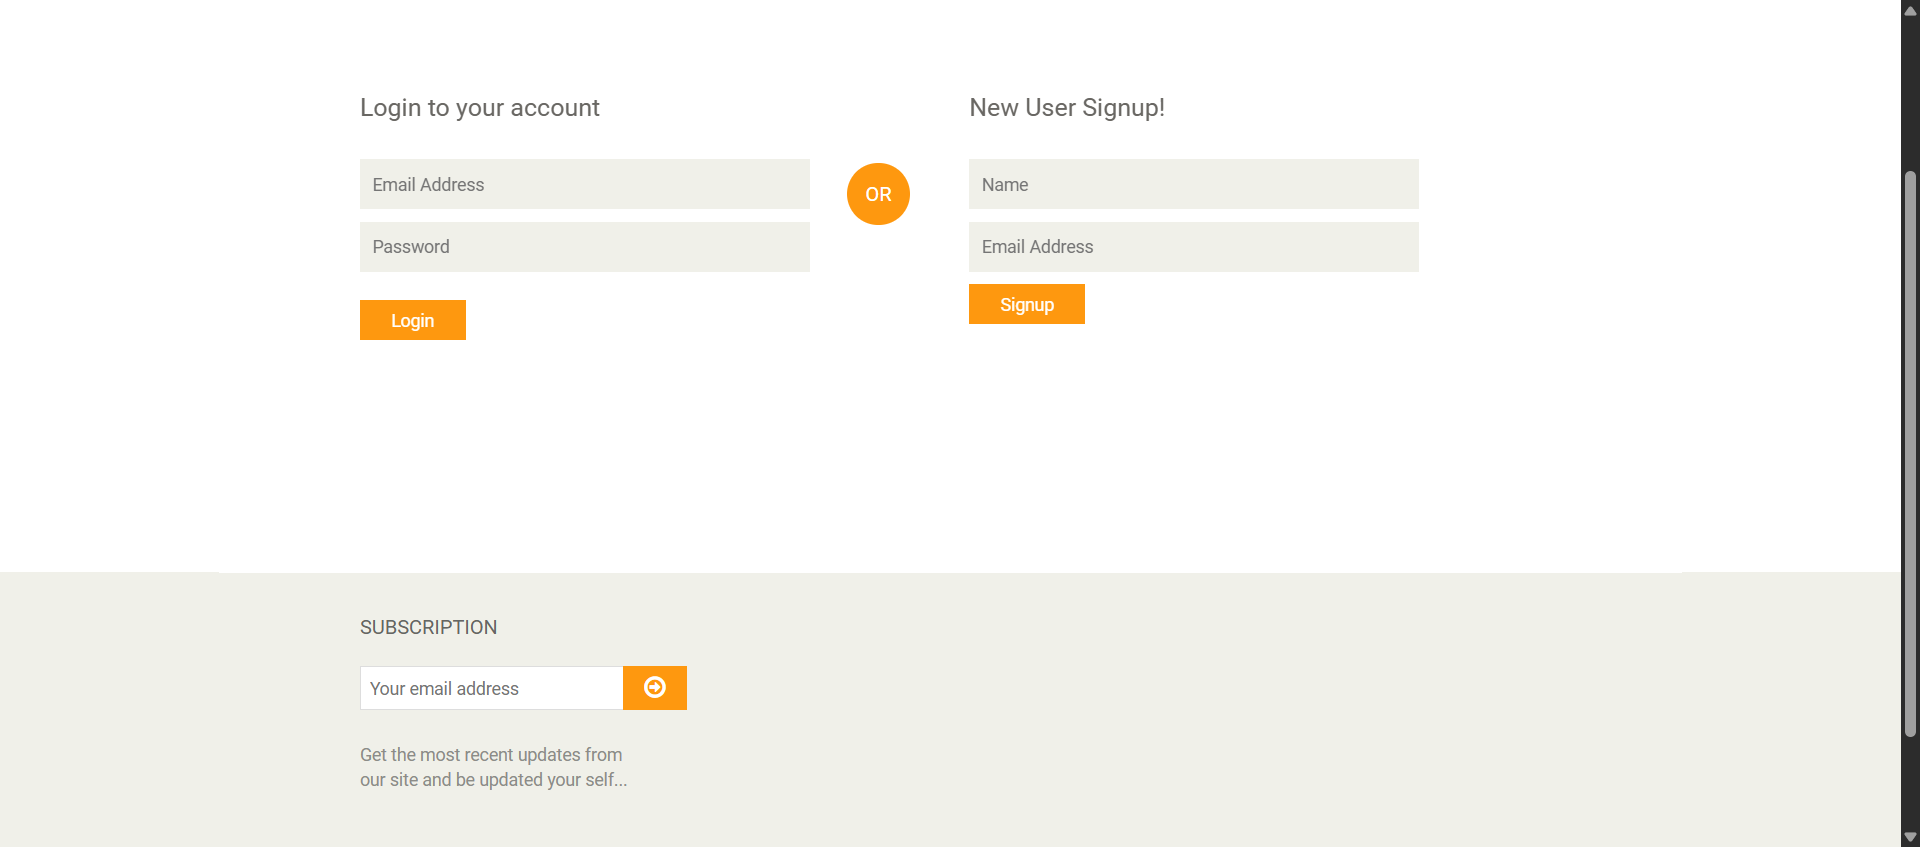 Login to your account
Email Address
Password
Login
OR
New User Signup!
Name
Email Address
Signup
SUBSCRIPTION
Your email address
Get the most recent updates from
our site and be updated your self...